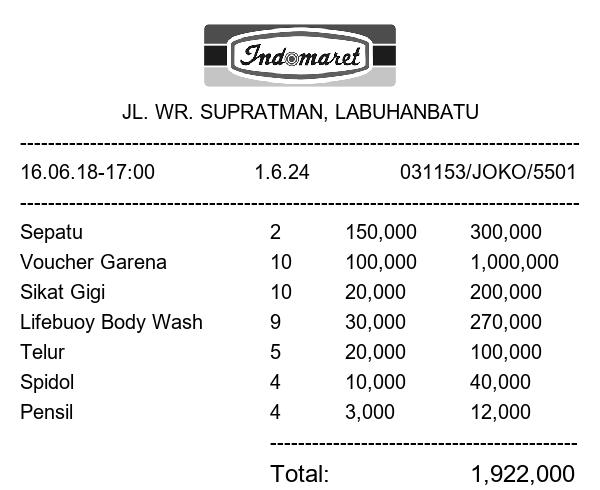 Indomaret
JL. WR. SUPRATMAN, LABUHANBATU
--------------------------------------------------------------------------------
16.06.18-17:00 1.6.24 031153/JOKO/5501
--------------------------------------------------------------------------------
Sepatu 2 150,000 300,000
Voucher Garena 10 100,000 1,000,000
Sikat Gigi 10 20,000 200,000
Lifebuoy Body Wash 9 30,000 270,000
Telur 5 20,000 100,000
Spidol 4 10,000 40,000
Pensil 4 3,000 12,000
--------------------------------------------
Total: 1,922,000